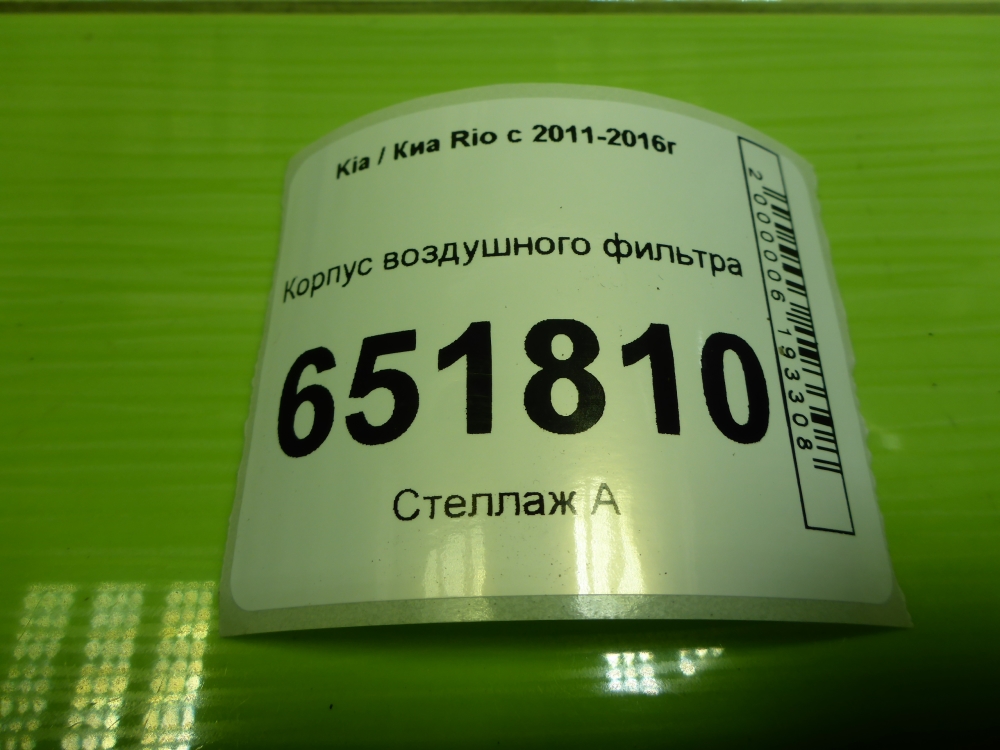 Kia / Киа Rio с 2011-2016г
Корпус воздушного фильтра
651810
Стеллаж А
2000006193308